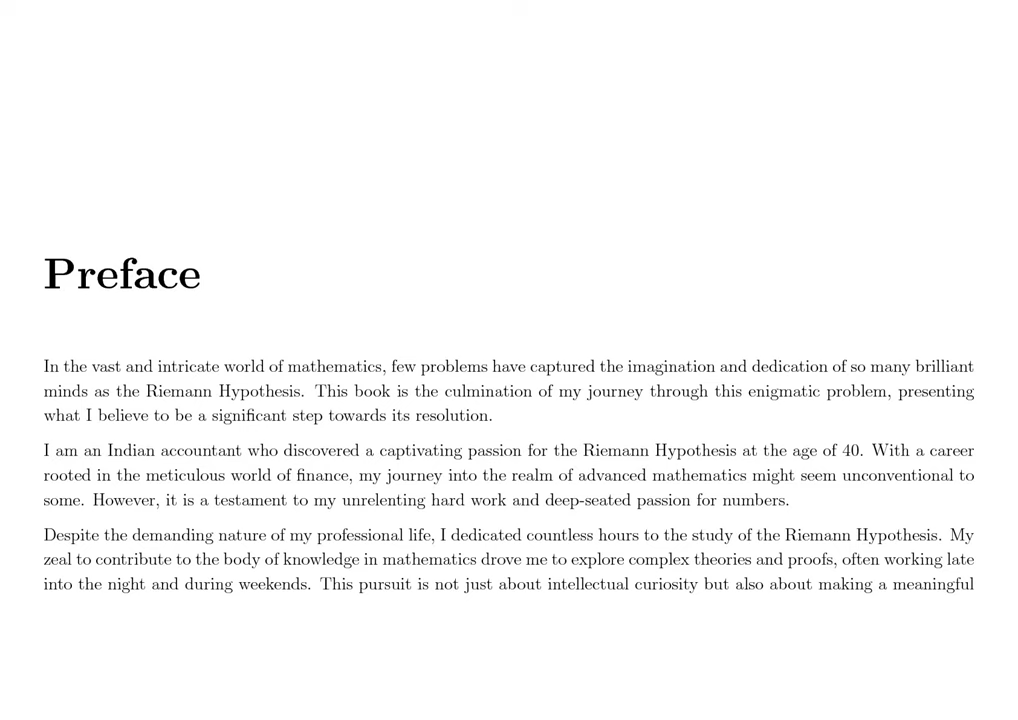 Preface
In the vast and intricate world of mathematics, few problems have captured the imagination and dedication of so many brilliant
minds as the Riemann Hypothesis. This book is the culmination of my journey through this enigmatic problem, presenting
what I believe to be a significant step towards its resolution.
I am an Indian accountant who discovered a captivating passion for the Riemann Hypothesis at the age of 40. With a career
rooted in the meticulous world of finance, my journey into the realm of advanced mathematics might seem unconventional to
some. However, it is a testament to my unrelenting hard work and deep-seated passion for numbers.
Despite the demanding nature of my professional life, I dedicated countless hours to the study of the Riemann Hypothesis. My
zeal to contribute to the body of knowledge in mathematics drove me to explore complex theories and proofs, often working late
into the night and during weekends. This pursuit is not just about intellectual curiosity but also about making a meaningful